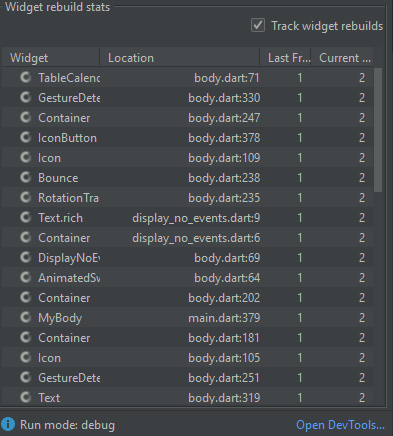 Widget rebuild stats
Track widget rebuilds
Widget Location Last Fr... Current ...
TableCalend body.dart:71 1 2
GestureDete body.dart:330 1 2
Container body.dart:247 1 2
IconButton body.dart:378 1 2
Icon body.dart:109 1 2
Bounce body.dart:238 1 2
RotationTra body.dart:235 1 2
Text.rich display_no_events.dart:9 1 2
Container display_no_events.dart:6 1 2
DisplayNoEv body.dart:69 1 2
AnimatedSw body.dart:64 1 2
Container body.dart:202 1 2
MyBody main.dart:379 1 2
Container body.dart:181 1 2
Icon body.dart:105 1 2
GestureDete body.dart:251 1 2
Text body.dart:319 1 2
Run mode: debug Open DevTools...